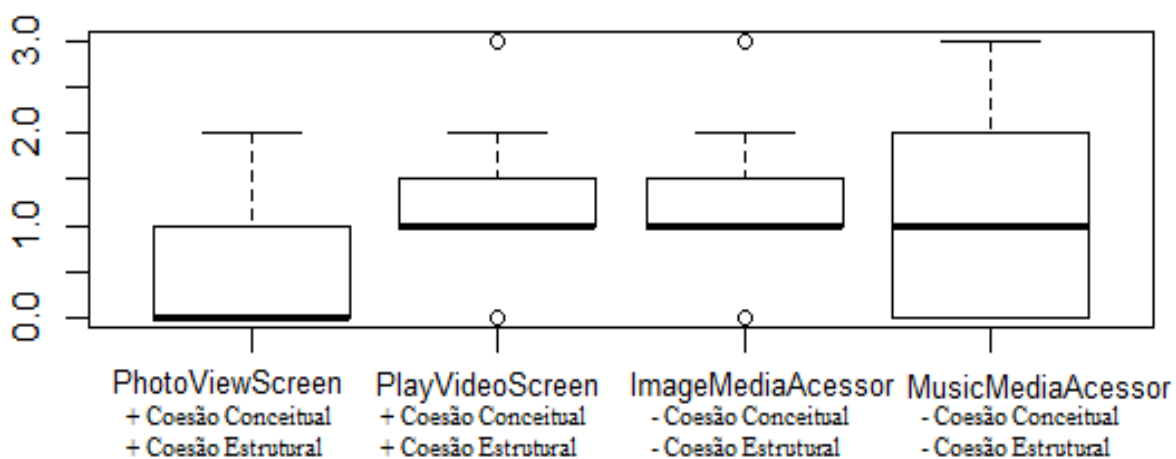 3.0
2.0
1.0
0.0
PhotoViewScreen PlayVideoScreen ImageMediaAcessor MusicMediaAcessor
+ Coesão Conceitual + Coesão Conceitual - Coesão Conceitual - Coesão Conceitual
+ Coesão Estrutural + Coesão Estrutural - Coesão Estrutural - Coesão Estrutural